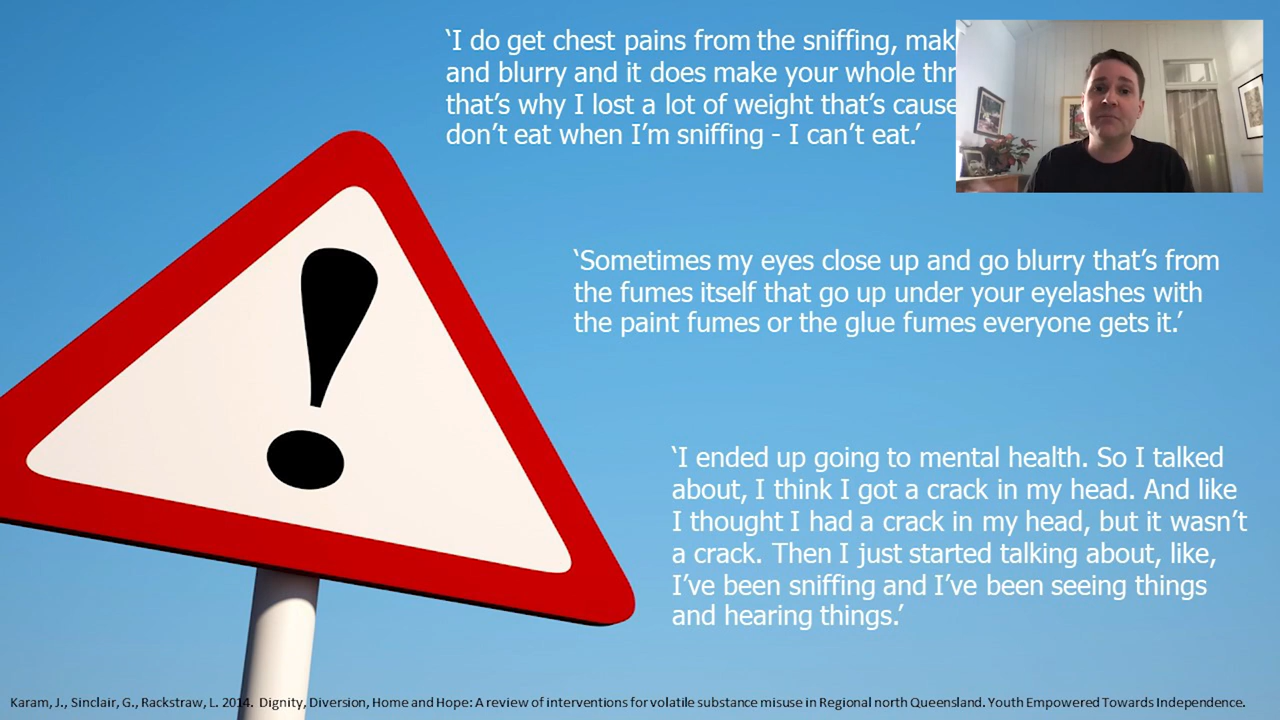 ‘I do get chest pains from the sniffing, mak
and blurry and it does make your whole thr
that’s why I lost a lot of weight that’s cause
don’t eat when I’m sniffing - I can’t eat.’
‘Sometimes my eyes close up and go blurry that’s from
the fumes itself that go up under your eyelashes with
the paint fumes or the glue fumes everyone gets it.’
‘I ended up going to mental health. So I talked
about, I think I got a crack in my head. And like
I thought I had a crack in my head, but it wasn’t
a crack. Then I just started talking about, like,
I’ve been sniffing and I’ve been seeing things
and hearing things.’
Karam, J., Sinclair, G., Rackstraw, L. 2014. Dignity, Diversion, Home and Hope: A review of interventions for volatile substance misuse in Regional north Queensland. Youth Empowered Towards Independence.